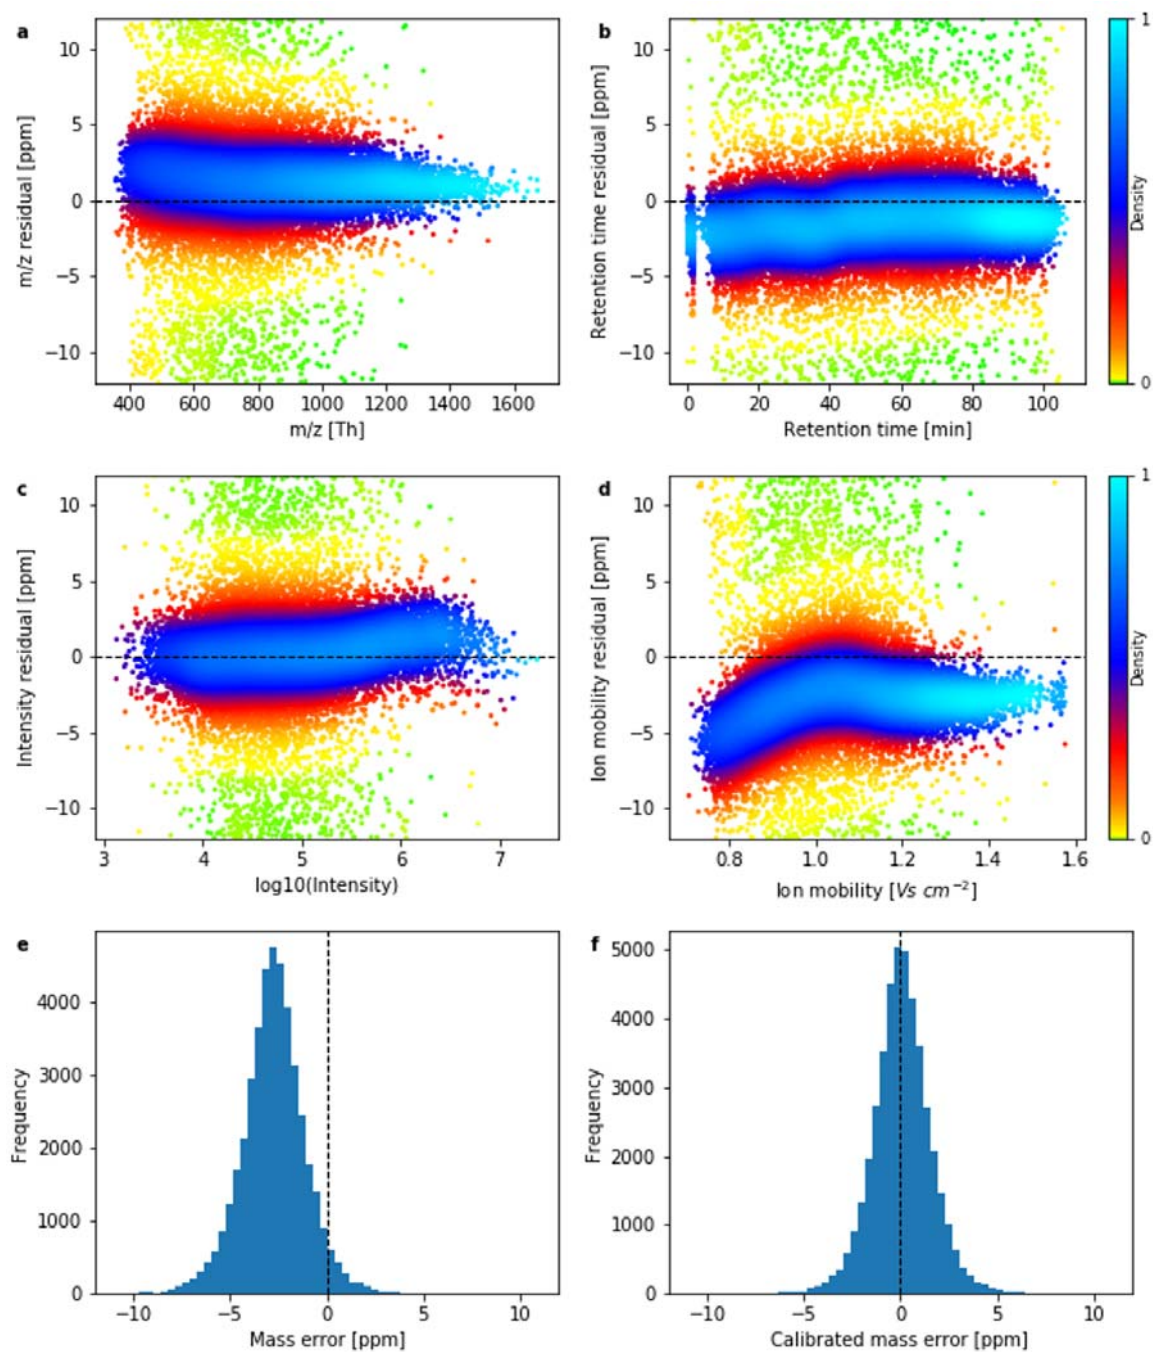 a
10
5
0
−5
−10
m/z residual [ppm]
400 600 800 1000 1200 1400 1600
m/z [Th]
b
10
5
0
−5
−10
Retention time residual [ppm]
0 20 40 60 80 100
Retention time [min]
1
Density
0
c
10
5
0
−5
−10
Intensity residual [ppm]
3 4 5 6 7
log10(Intensity)
d
10
5
0
−5
−10
Ion mobility residual [ppm]
0.8 1.0 1.2 1.4 1.6
Ion mobility [Vs cm⁻²]
1
Density
0
e
4000
3000
2000
1000
0
Frequency
−10 −5 0 5 10
Mass error [ppm]
f
5000
4000
3000
2000
1000
0
Frequency
−10 −5 0 5 10
Calibrated mass error [ppm]